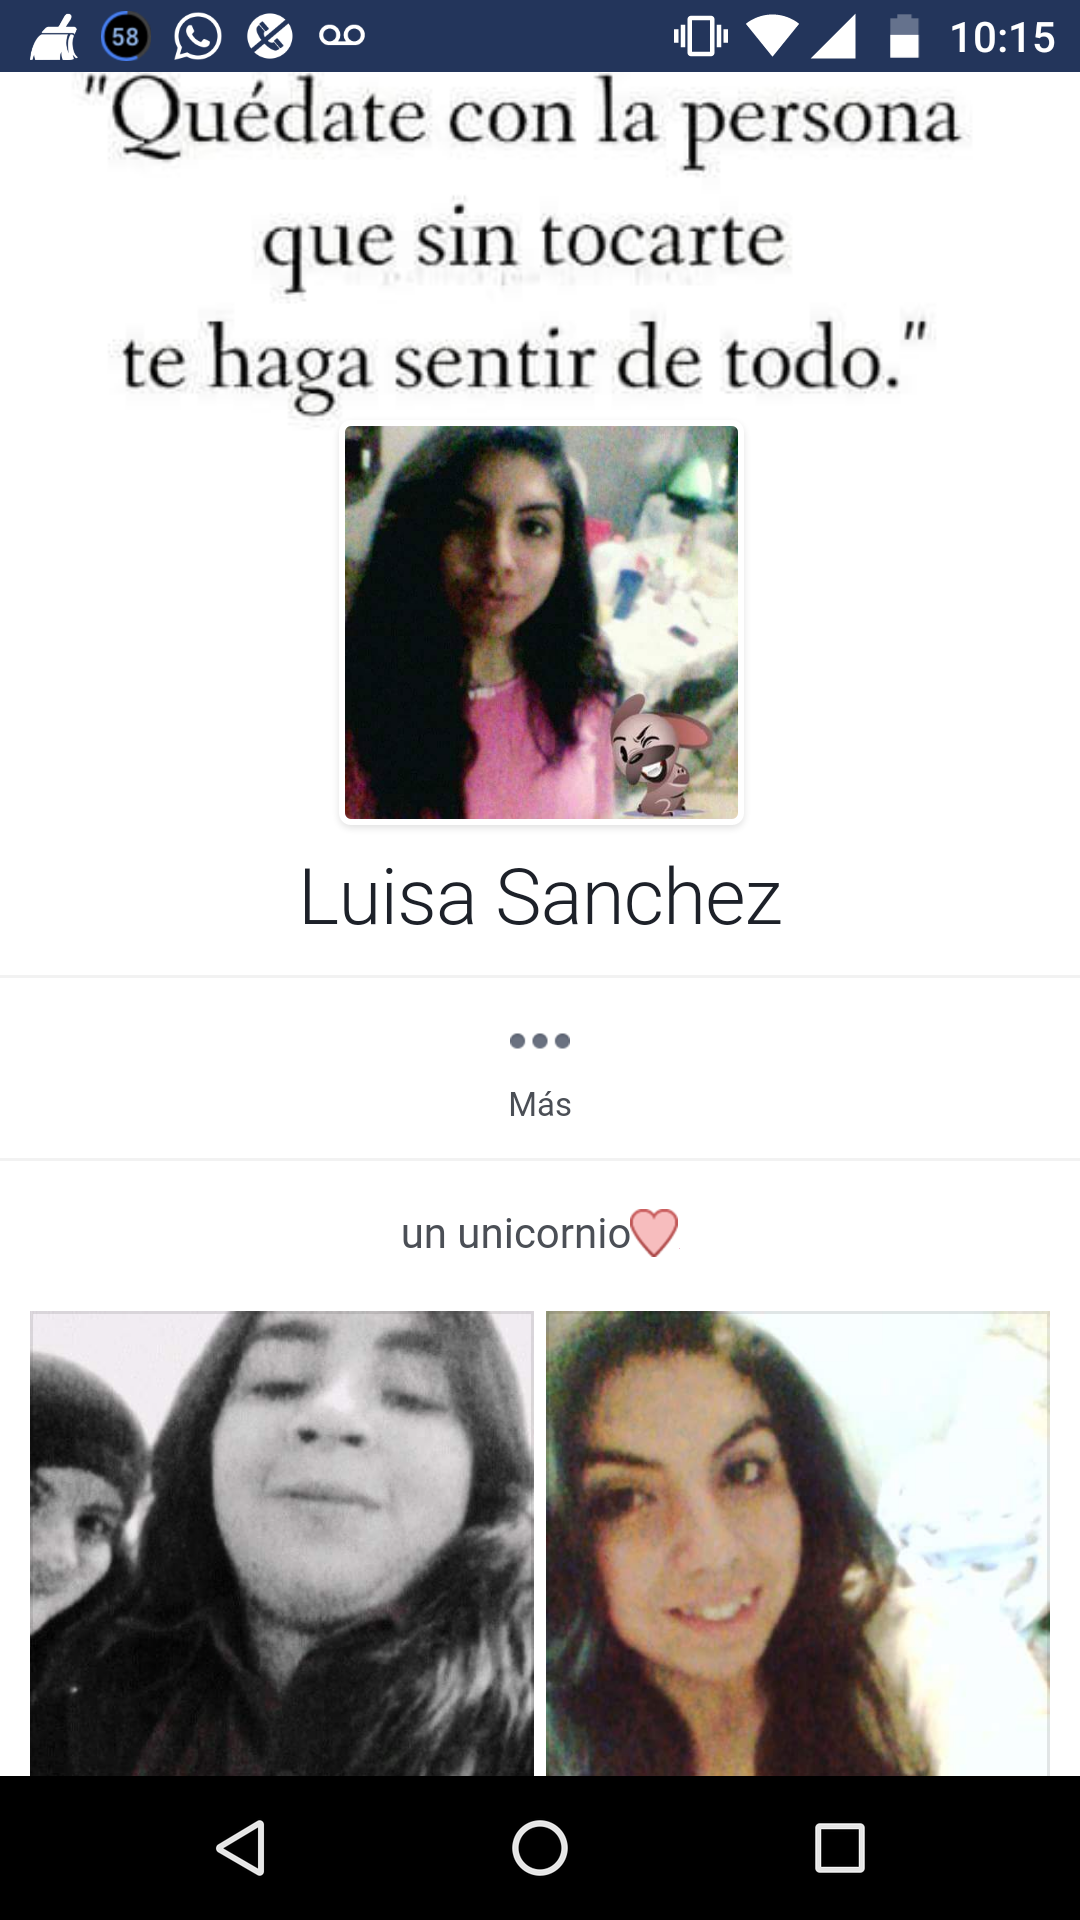 58
10:15
"Quédate con la persona
que sin tocarte
te haga sentir de todo."
Luisa Sanchez
Más
un unicornio